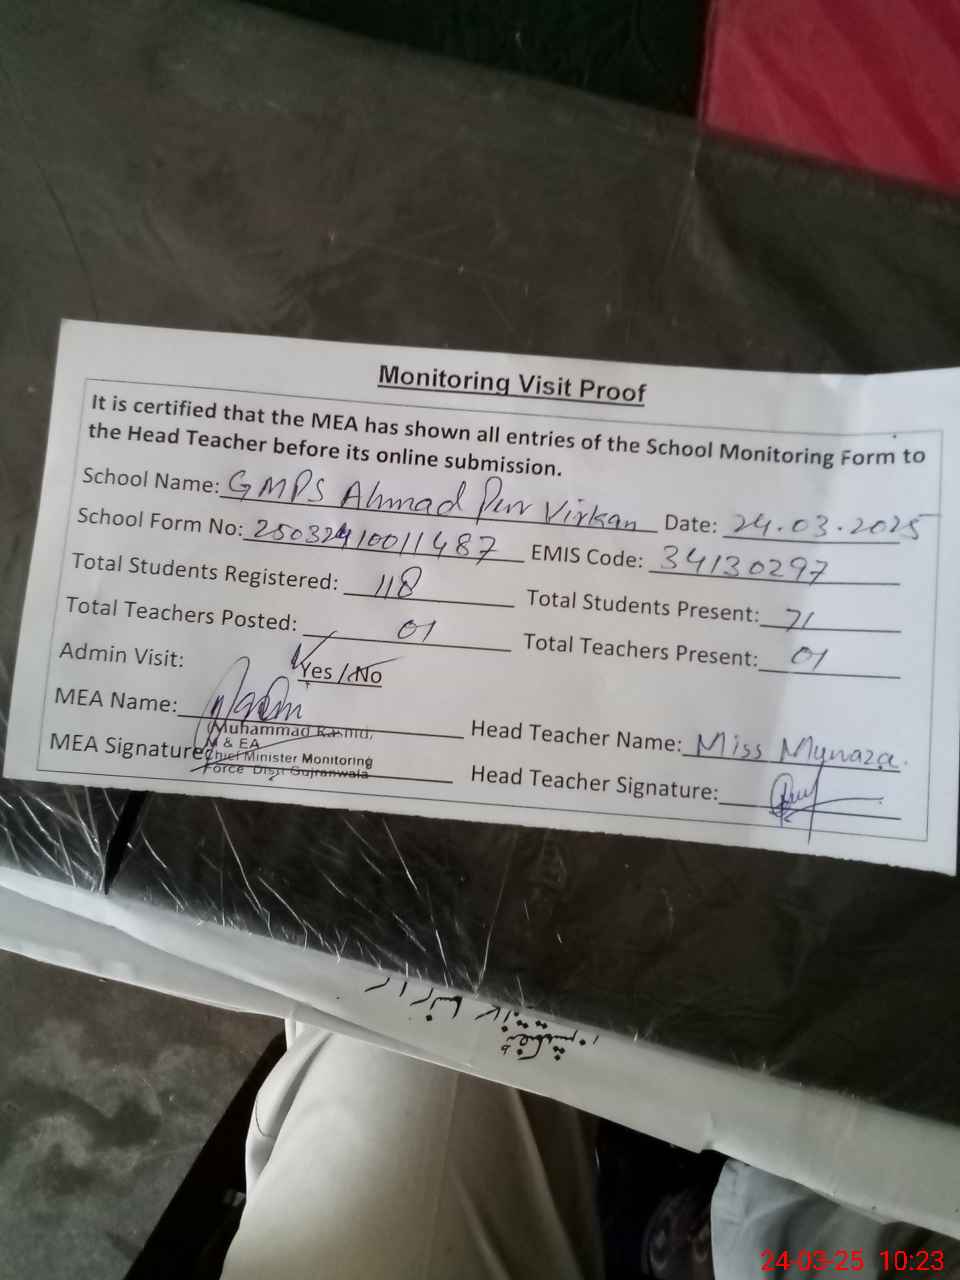 Monitoring Visit Proof
It is certified that the MEA has shown all entries of the School Monitoring Form to
the Head Teacher before its online submission.
School Name: GMPS Ahmad Pur Virkan Date: 24.03.2025
School Form No: 25032410011487 EMIS Code: 34130297
Total Students Registered: 118 Total Students Present: 71
Total Teachers Posted: 01 Total Teachers Present: 01
Admin Visit: Yes / No
MEA Name: Head Teacher Name: Miss Mynaza.
(Muhammad Rashid)
M & EA
MEA Signature: Chief Minister Monitoring
Force Distt Gujranwala
Head Teacher Signature:
24-03-25 10:23